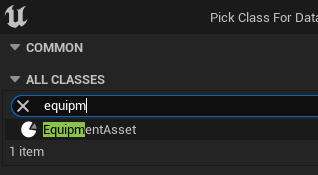 Pick Class For Data
COMMON
ALL CLASSES
equipm
EquipmentAsset
1 item